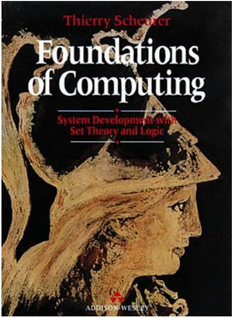 Thierry Scheurer
Foundations
of Computing
System Development with
Set Theory and Logic
ADDISON-WESLEY